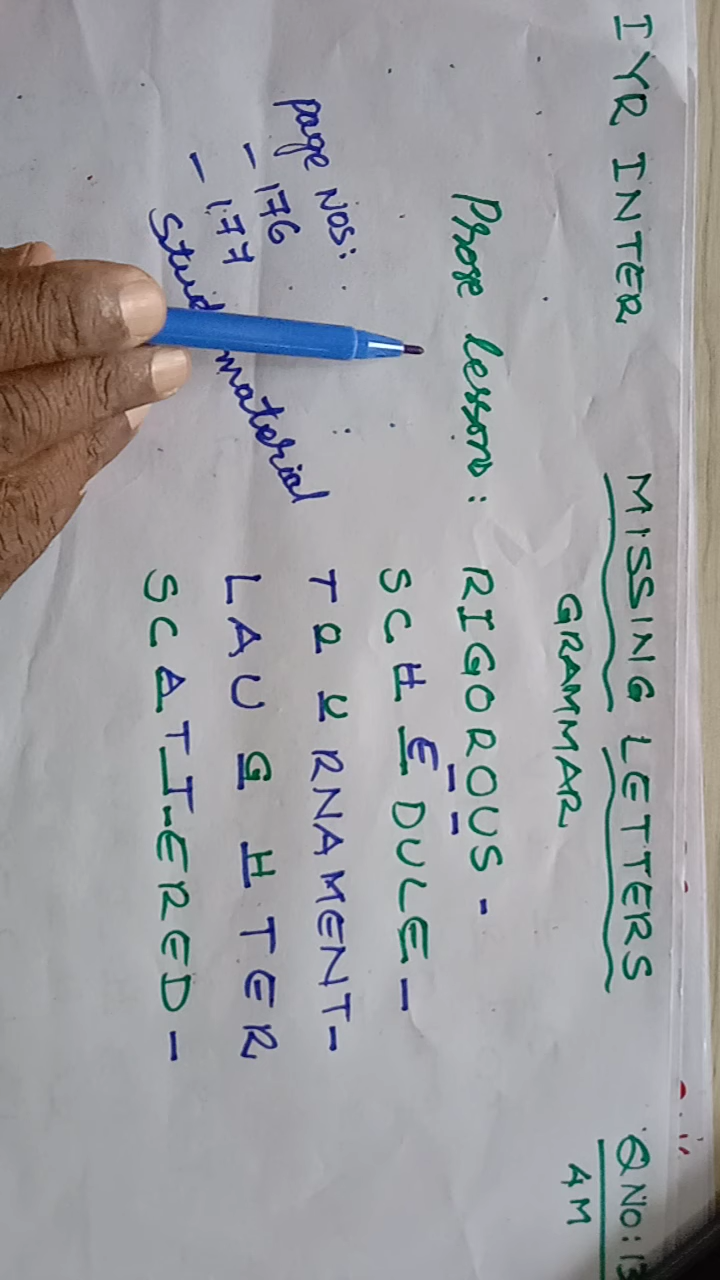 I YR INTER MISSING LETTERS Q NO: 13
GRAMMAR 4M
Prose lessons: RIGOROUS -
SCHEDULE -
page Nos: TOURNAMENT-
- 176 LAUGHTER
- 177 SCATTERED-
material